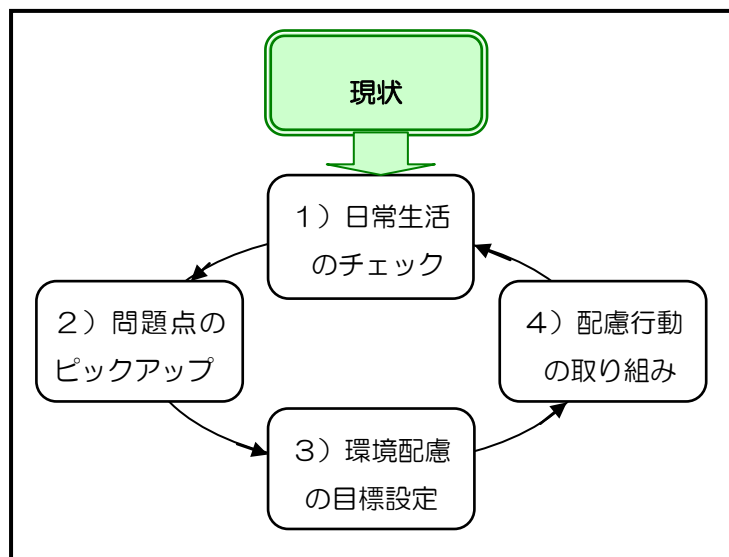 現状
１）日常生活
のチェック
２）問題点の
ピックアップ
４）配慮行動
の取り組み
３）環境配慮
の目標設定